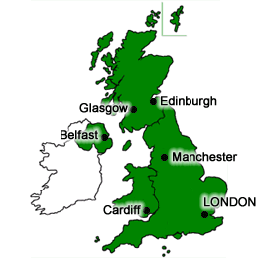 Edinburgh
Glasgow
Belfast
Manchester
LONDON
Cardiff